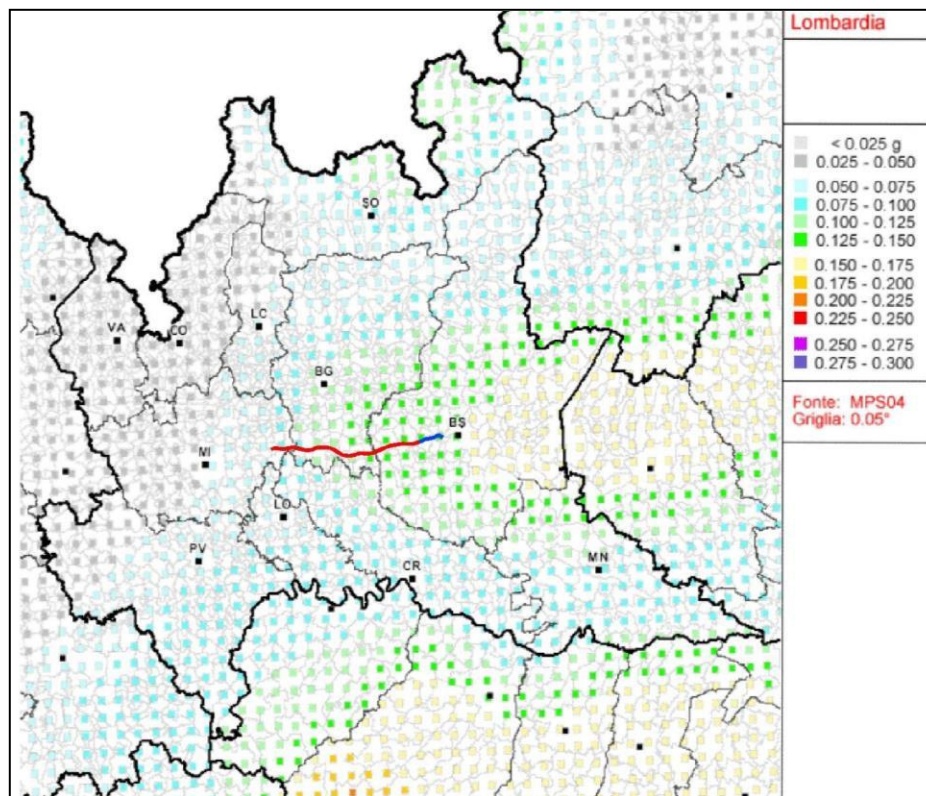 Lombardia
< 0.025 g
0.025 - 0.050
0.050 - 0.075
0.075 - 0.100
0.100 - 0.125
0.125 - 0.150
0.150 - 0.175
0.175 - 0.200
0.200 - 0.225
0.225 - 0.250
0.250 - 0.275
0.275 - 0.300
Fonte: MPS04
Griglia: 0.05°
SO
VA
CO
LC
BG
BS
MI
LO
PV
CR
MN